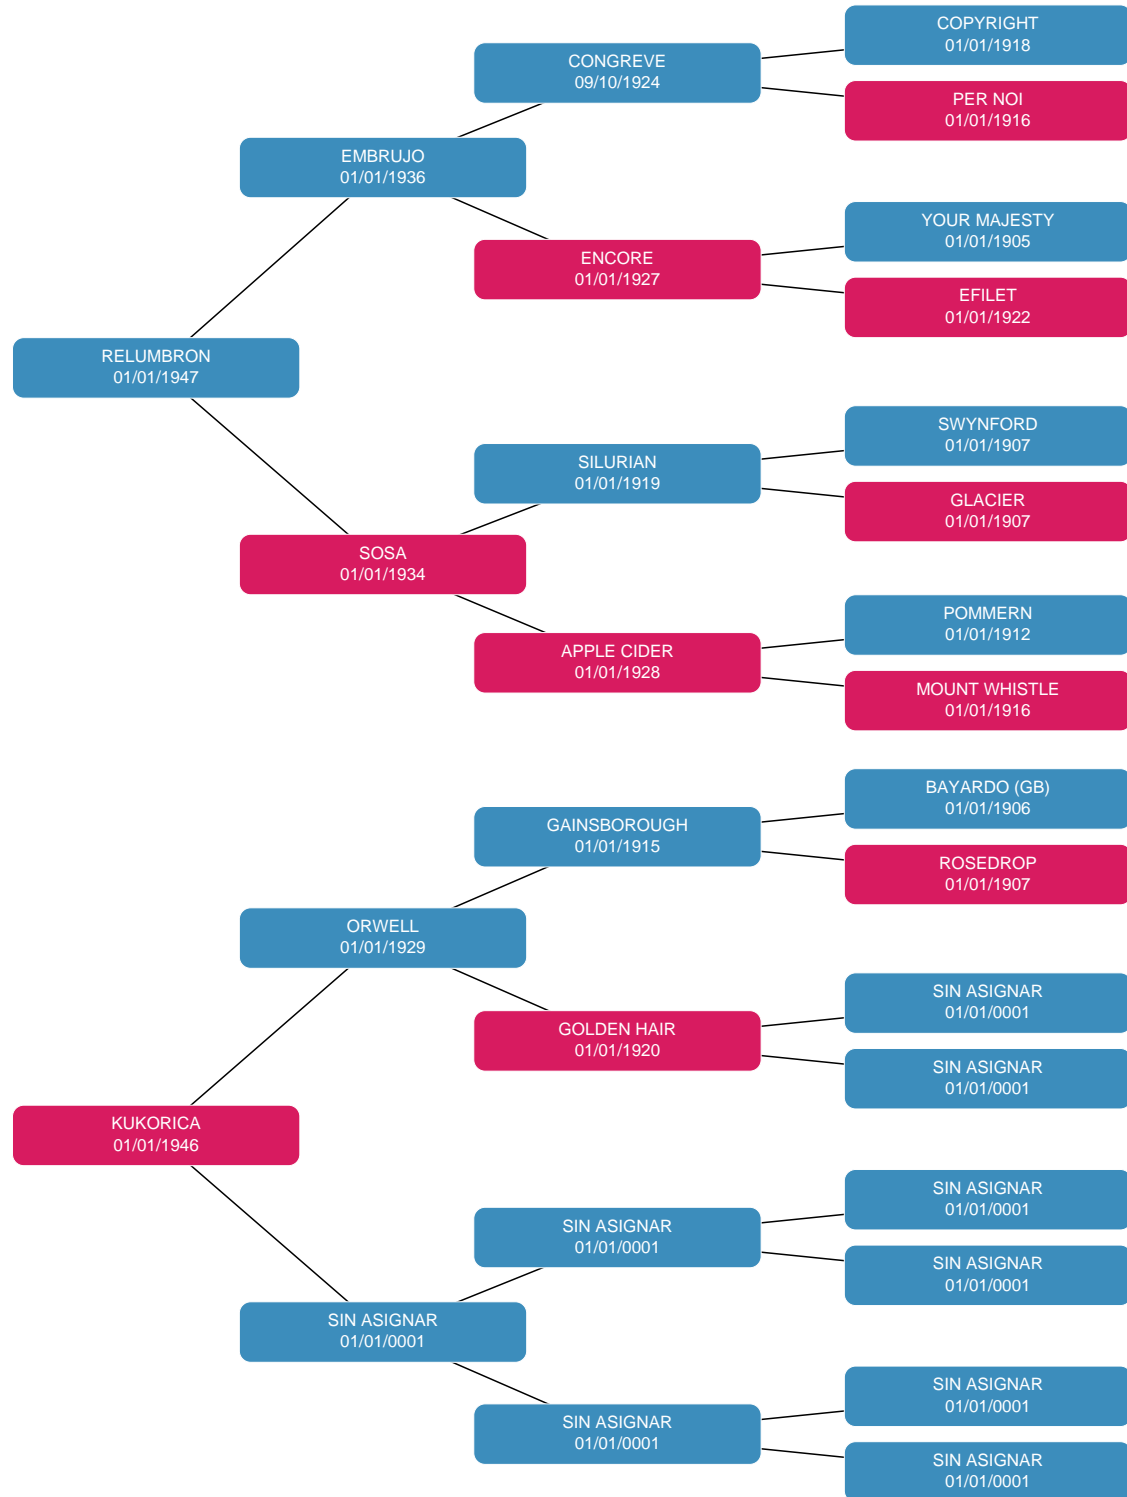 COPYRIGHT
01/01/1918
CONGREVE
09/10/1924
PER NOI
01/01/1916
EMBRUJO
01/01/1936
YOUR MAJESTY
01/01/1905
ENCORE
01/01/1927
EFILET
01/01/1922
RELUMBRON
01/01/1947
SWYNFORD
01/01/1907
SILURIAN
01/01/1919
GLACIER
01/01/1907
SOSA
01/01/1934
POMMERN
01/01/1912
APPLE CIDER
01/01/1928
MOUNT WHISTLE
01/01/1916
BAYARDO (GB)
01/01/1906
GAINSBOROUGH
01/01/1915
ROSEDROP
01/01/1907
ORWELL
01/01/1929
SIN ASIGNAR
01/01/0001
GOLDEN HAIR
01/01/1920
SIN ASIGNAR
01/01/0001
KUKORICA
01/01/1946
SIN ASIGNAR
01/01/0001
SIN ASIGNAR
01/01/0001
SIN ASIGNAR
01/01/0001
SIN ASIGNAR
01/01/0001
SIN ASIGNAR
01/01/0001
SIN ASIGNAR
01/01/0001
SIN ASIGNAR
01/01/0001